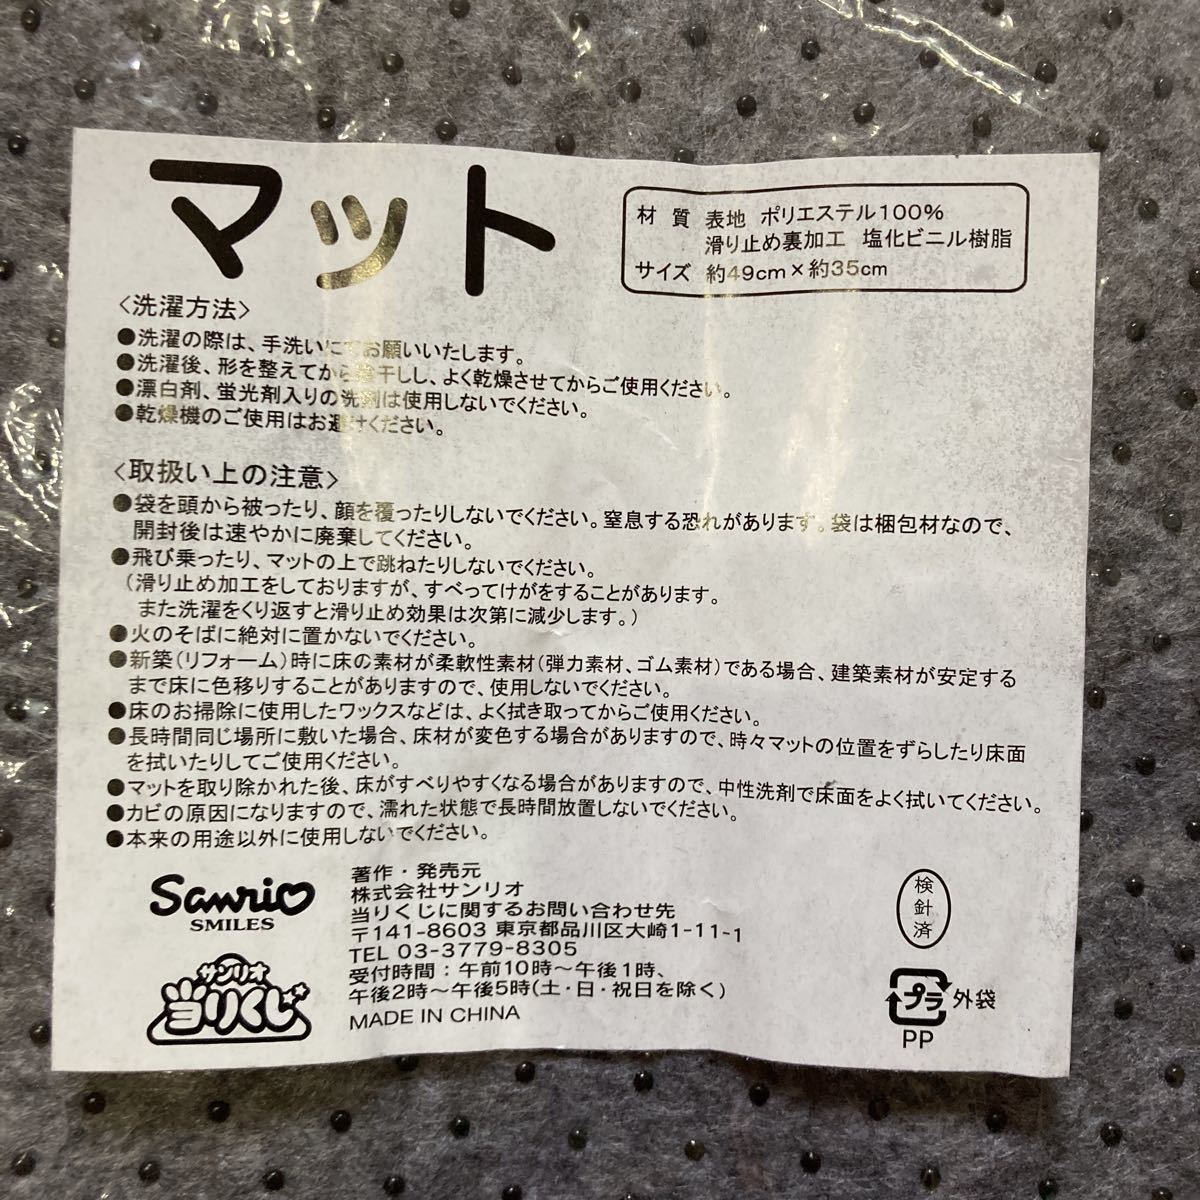 マット
材質 表地 ポリエステル100%
滑り止め裏加工 塩化ビニル樹脂
サイズ 約49cm×約35cm
〈洗濯方法〉
●洗濯の際は、手洗いにてお願いいたします。
●洗濯後、形を整えてから陰干しし、よく乾燥させてからご使用ください。
●漂白剤、蛍光剤入りの洗剤は使用しないでください。
●乾燥機のご使用はお避けください。
〈取扱い上の注意〉
●袋を頭から被ったり、顔を覆ったりしないでください。窒息する恐れがあります。袋は梱包材なので、
開封後は速やかに廃棄してください。
●飛び乗ったり、マットの上で跳ねたりしないでください。
(滑り止め加工をしておりますが、すべってけがをすることがあります。
また洗濯をくり返すと滑り止め効果は次第に減少します。)
●火のそばに絶対に置かないでください。
●新築(リフォーム)時に床の素材が柔軟性素材(弾力素材、ゴム素材)である場合、建築素材が安定する
まで床に色移りすることがありますので、使用しないでください。
●床のお掃除に使用したワックスなどは、よく拭き取ってからご使用ください。
●長時間同じ場所に敷いた場合、床材が変色する場合がありますので、時々マットの位置をずらしたり床面
を拭いたりしてご使用ください。
●マットを取り除かれた後、床がすべりやすくなる場合がありますので、中性洗剤で床面をよく拭いてください。
●カビの原因になりますので、濡れた状態で長時間放置しないでください。
●本来の用途以外に使用しないでください。
Sanrio
SMILES
サンリオ
当りくじ
著作・発売元
株式会社サンリオ
当りくじに関するお問い合わせ先
〒141-8603 東京都品川区大崎1-11-1
TEL 03-3779-8305
受付時間：午前10時〜午後1時、
午後2時〜午後5時(土・日・祝日を除く)
MADE IN CHINA
検針済
プラ 外袋
PP